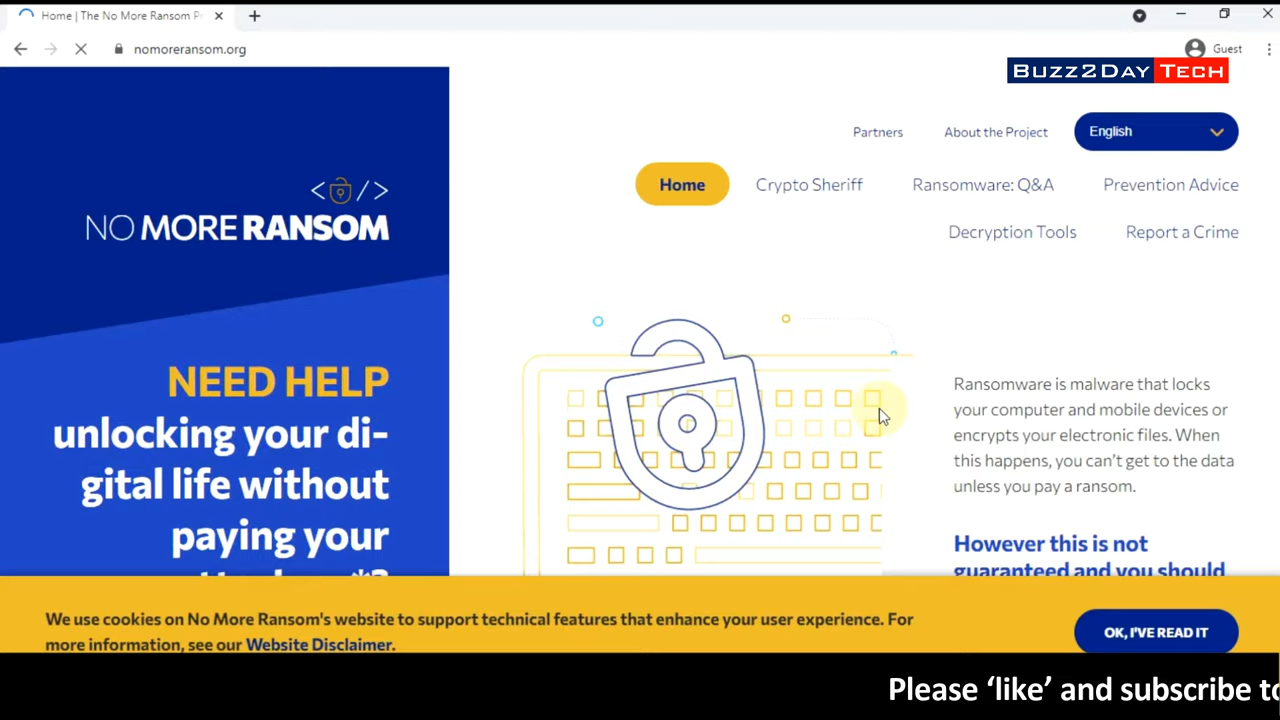 Home | The No More Ransom P
nomoreransom.org
Guest
BUZZ2DAY TECH
Partners
About the Project
English
Home
Crypto Sheriff
Ransomware: Q&A
Prevention Advice
Decryption Tools
Report a Crime
NO MORE RANSOM
NEED HELP
unlocking your di-
gital life without
paying your
Ransomware is malware that locks
your computer and mobile devices or
encrypts your electronic files. When
this happens, you can't get to the data
unless you pay a ransom.
However this is not
guaranteed and you should
We use cookies on No More Ransom's website to support technical features that enhance your user experience. For
more information, see our Website Disclaimer.
OK, I'VE READ IT
Please ‘like’ and subscribe to